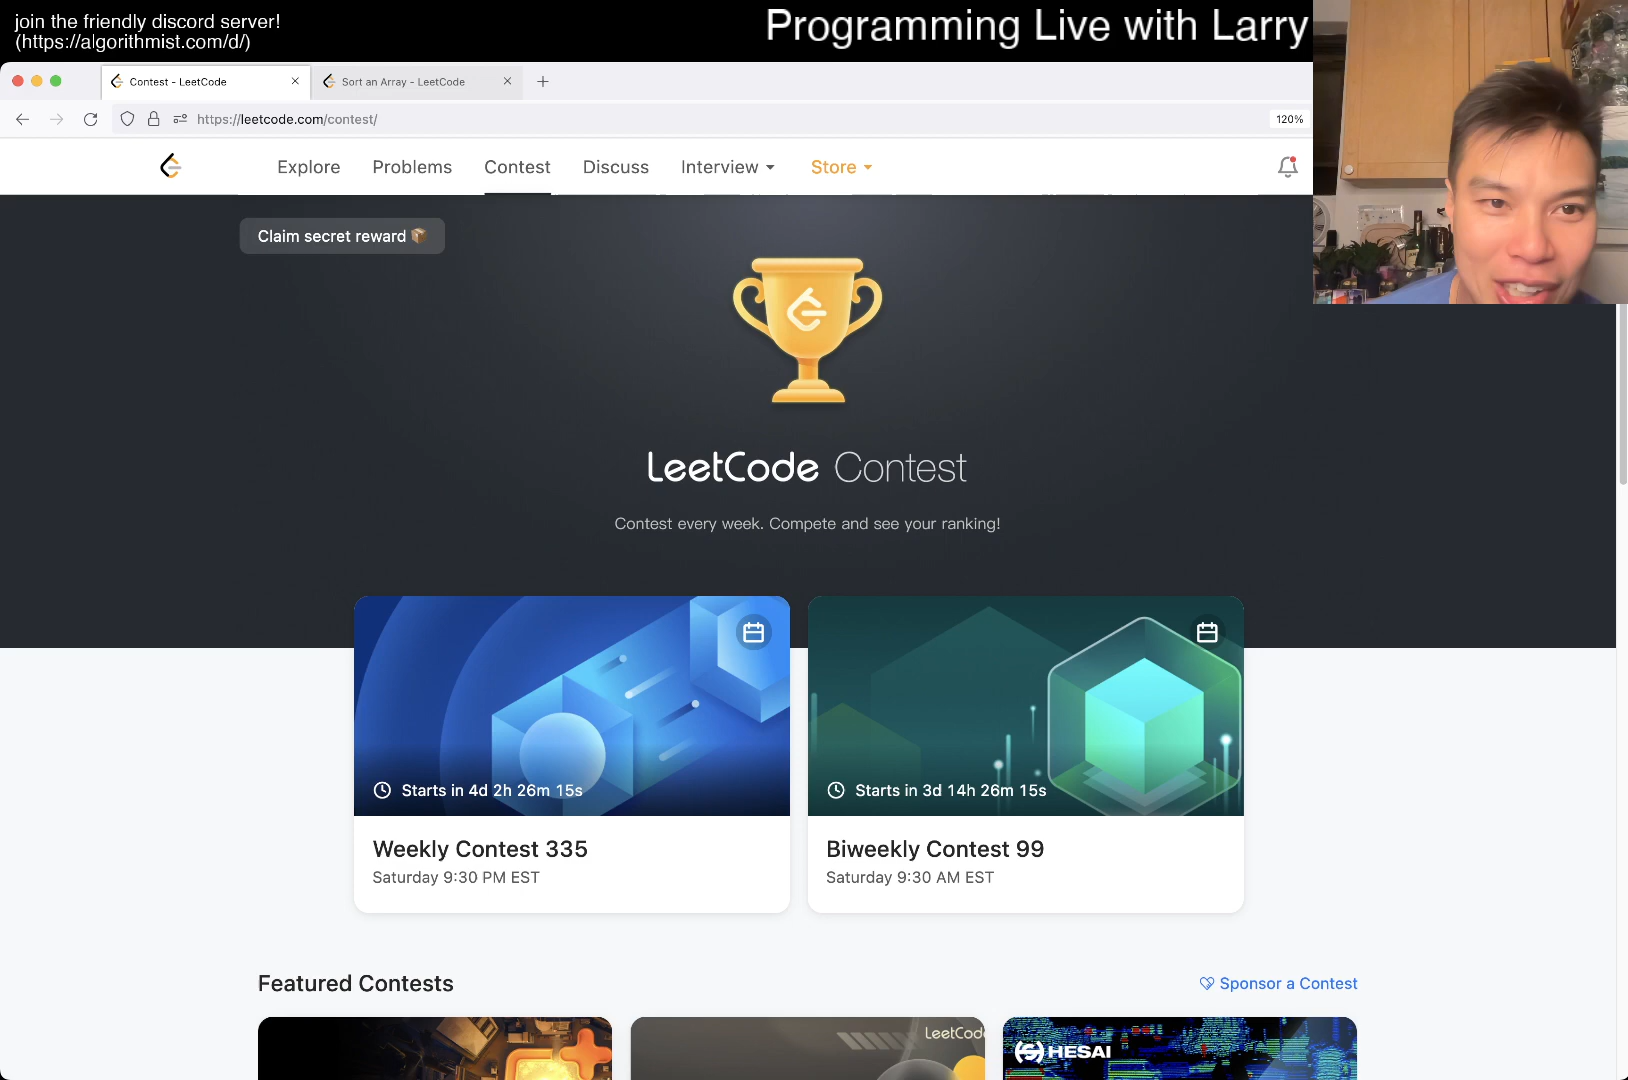 join the friendly discord server!
(https://algorithmist.com/d/)
Programming Live with Larry
Contest - LeetCode
Sort an Array - LeetCode
https://leetcode.com/contest/
120%
Explore
Problems
Contest
Discuss
Interview
Store
Claim secret reward
LeetCode Contest
Contest every week. Compete and see your ranking!
Starts in 4d 2h 26m 15s
Starts in 3d 14h 26m 15s
Weekly Contest 335
Biweekly Contest 99
Saturday 9:30 PM EST
Saturday 9:30 AM EST
Featured Contests
Sponsor a Contest
LeetCode
HESAI